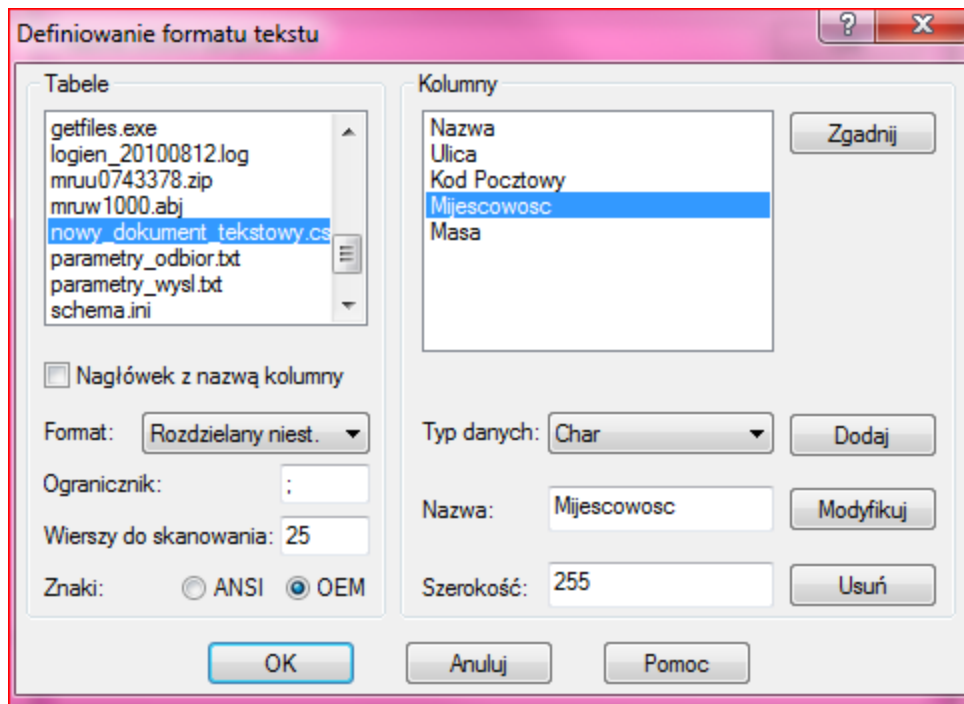 Definiowanie formatu tekstu
?
Tabele
getfiles.exe
logien_20100812.log
mruu0743378.zip
mruw1000.abj
nowy_dokument_tekstowy.cs
parametry_odbior.txt
parametry_wysl.txt
schema.ini
Nagłówek z nazwą kolumny
Format: Rozdzielany niest.
Ogranicznik: ;
Wierszy do skanowania: 25
Znaki: ANSI OEM
Kolumny
Nazwa
Ulica
Kod Pocztowy
Mijescowosc
Masa
Zgadnij
Typ danych: Char Dodaj
Nazwa: Mijescowosc Modyfikuj
Szerokość: 255 Usuń
OK Anuluj Pomoc